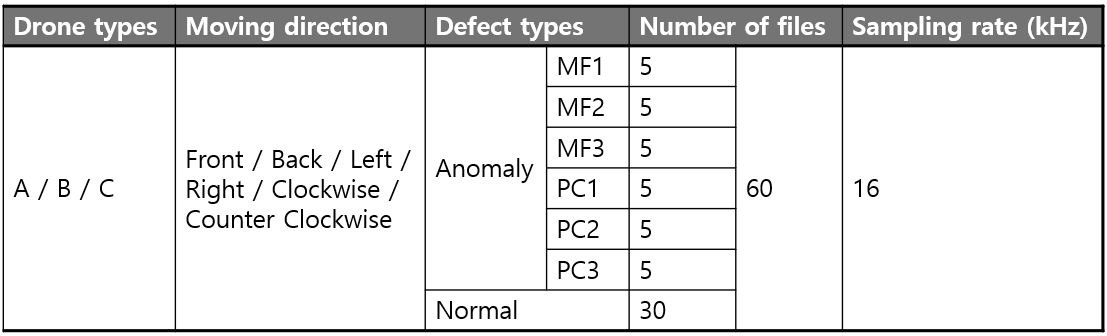 Drone types Moving direction Defect types Number of files Sampling rate (kHz)
A / B / C
Front / Back / Left /
Right / Clockwise /
Counter Clockwise
Anomaly
MF1 5
MF2 5
MF3 5
PC1 5
PC2 5
PC3 5
Normal 30
60
16